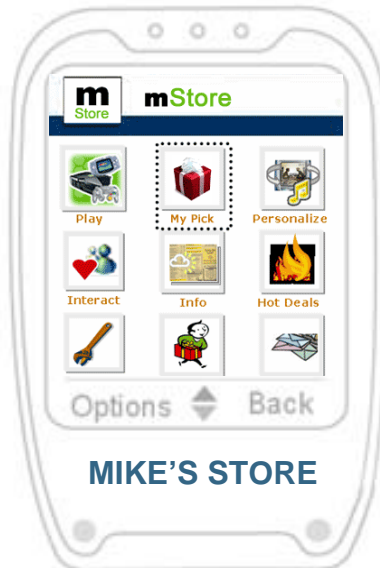 m
Store
mStore
Play
My Pick
Personalize
Interact
Info
Hot Deals
Options
Back
MIKE'S STORE